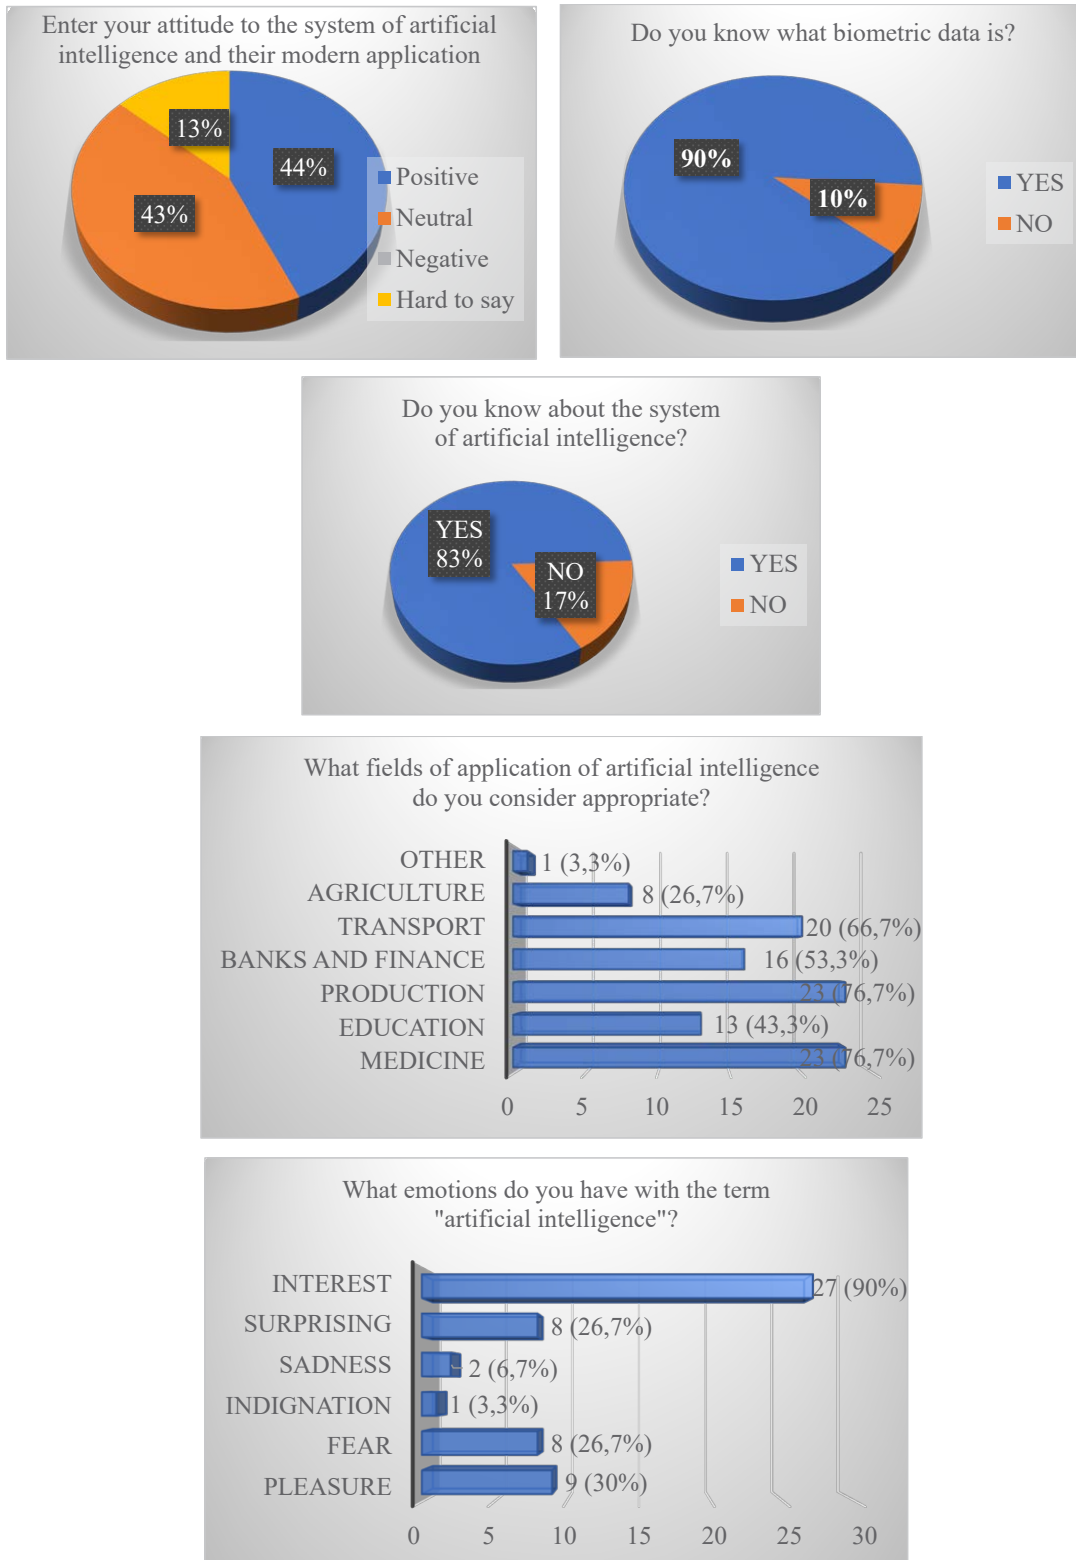 Enter your attitude to the system of artificial
intelligence and their modern application
13%
44%
43%
Positive
Neutral
Negative
Hard to say
Do you know what biometric data is?
90%
10%
YES
NO
Do you know about the system
of artificial intelligence?
YES
83%
NO
17%
YES
NO
What fields of application of artificial intelligence
do you consider appropriate?
OTHER 1 (3,3%)
AGRICULTURE 8 (26,7%)
TRANSPORT 20 (66,7%)
BANKS AND FINANCE 16 (53,3%)
PRODUCTION 23 (76,7%)
EDUCATION 13 (43,3%)
MEDICINE 23 (76,7%)
0 5 10 15 20 25
What emotions do you have with the term
"artificial intelligence"?
INTEREST 27 (90%)
SURPRISING 8 (26,7%)
SADNESS 2 (6,7%)
INDIGNATION 1 (3,3%)
FEAR 8 (26,7%)
PLEASURE 9 (30%)
0 5 10 15 20 25 30